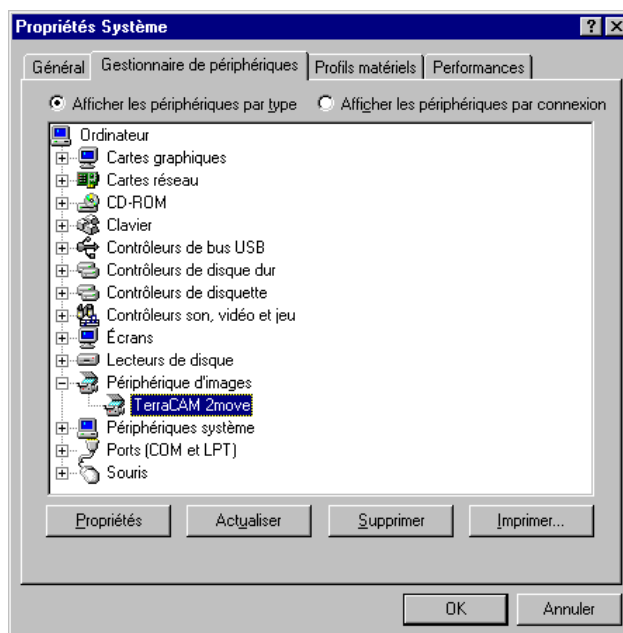 Propriétés Système
Général Gestionnaire de périphériques Profils matériels Performances
Afficher les périphériques par type Afficher les périphériques par connexion
Ordinateur
Cartes graphiques
Cartes réseau
CD-ROM
Clavier
Contrôleurs de bus USB
Contrôleurs de disque dur
Contrôleurs de disquette
Contrôleurs son, vidéo et jeu
Écrans
Lecteurs de disque
Périphérique d'images
TerraCAM 2move
Périphériques système
Ports (COM et LPT)
Souris
Propriétés Actualiser Supprimer Imprimer...
OK Annuler